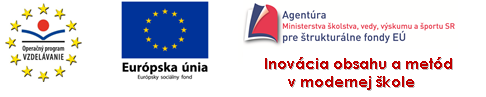 Operačný program
VZDELÁVANIE
Európska únia
Európsky sociálny fond
Agentúra
Ministerstva školstva, vedy, výskumu a športu SR
pre štrukturálne fondy EÚ
Inovácia obsahu a metód
v modernej škole